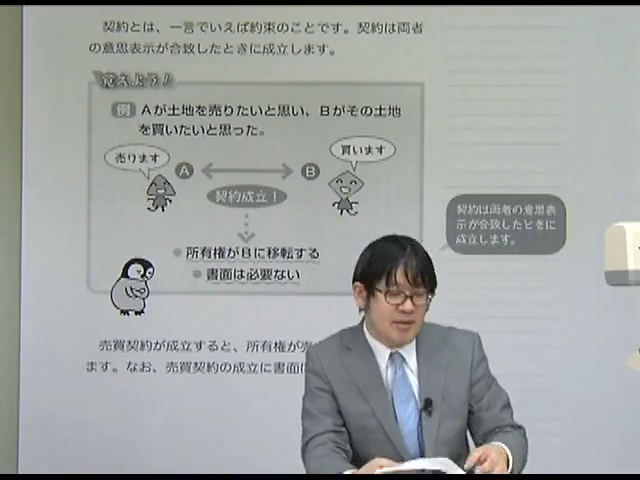 契約とは、一言でいえば約束のことです。契約は両者
の意思表示が合致したときに成立します。
覚えよう!
例 Aが土地を売りたいと思い、Bがその土地
を買いたいと思った。
売ります
買います
A
B
契約成立!
契約は両者の意思表
示が合致したときに
成立します。
●所有権がBに移転する
●書面は必要ない
売買契約が成立すると、所有権が
ます。なお、売買契約の成立に書面に